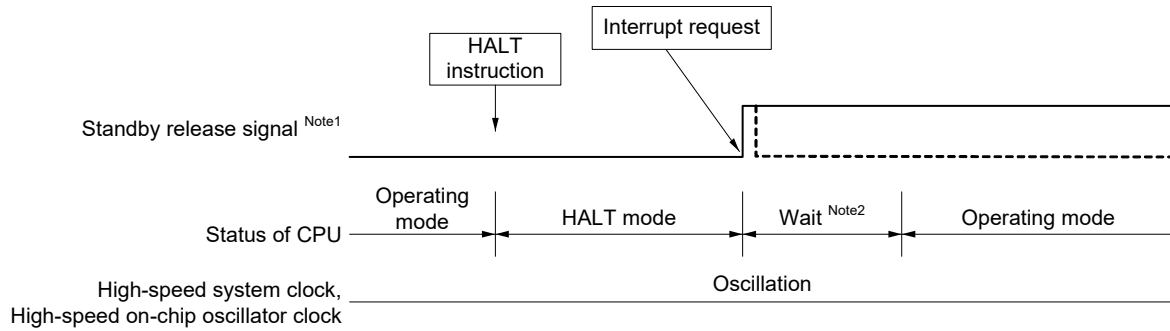 Interrupt request
HALT
instruction
Standby release signal Note1
Operating
mode
HALT mode
Wait Note2
Operating mode
Status of CPU
Oscillation
High-speed system clock,
High-speed on-chip oscillator clock